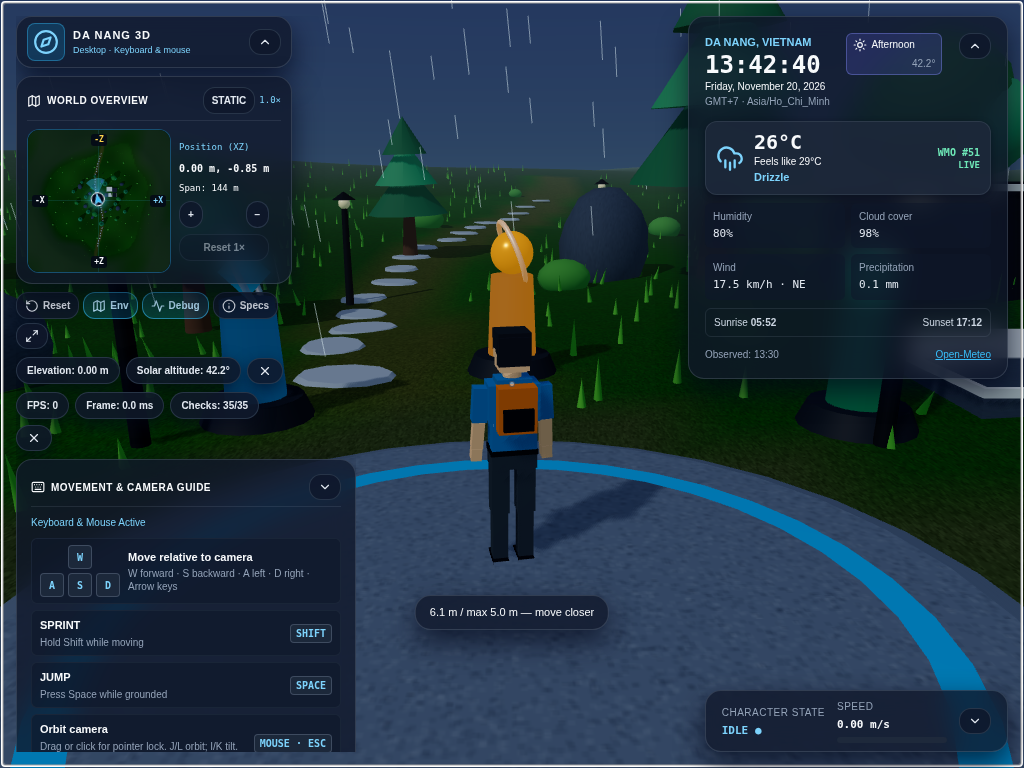 DA NANG 3D
Desktop · Keyboard & mouse
WORLD OVERVIEW
STATIC
1.0×
-Z
-X
+X
+Z
Position (XZ)
0.00 m, -0.85 m
Span: 144 m
+
−
Reset 1×
Reset
Env
Debug
Specs
Elevation: 0.00 m
Solar altitude: 42.2°
FPS: 0
Frame: 0.0 ms
Checks: 35/35
MOVEMENT & CAMERA GUIDE
Keyboard & Mouse Active
W
A S D
Move relative to camera
W forward · S backward · A left · D right ·
Arrow keys
SPRINT
Hold Shift while moving
SHIFT
JUMP
Press Space while grounded
SPACE
Orbit camera
Drag or click for pointer lock. J/L orbit; I/K tilt.
MOUSE · ESC
6.1 m / max 5.0 m — move closer
DA NANG, VIETNAM
13:42:40
Friday, November 20, 2026
GMT+7 · Asia/Ho_Chi_Minh
Afternoon
42.2°
26°C
Feels like 29°C
Drizzle
WMO #51
LIVE
Humidity
80%
Cloud cover
98%
Wind
17.5 km/h · NE
Precipitation
0.1 mm
Sunrise 05:52
Sunset 17:12
Observed: 13:30
Open-Meteo
CHARACTER STATE
IDLE ●
SPEED
0.00 m/s